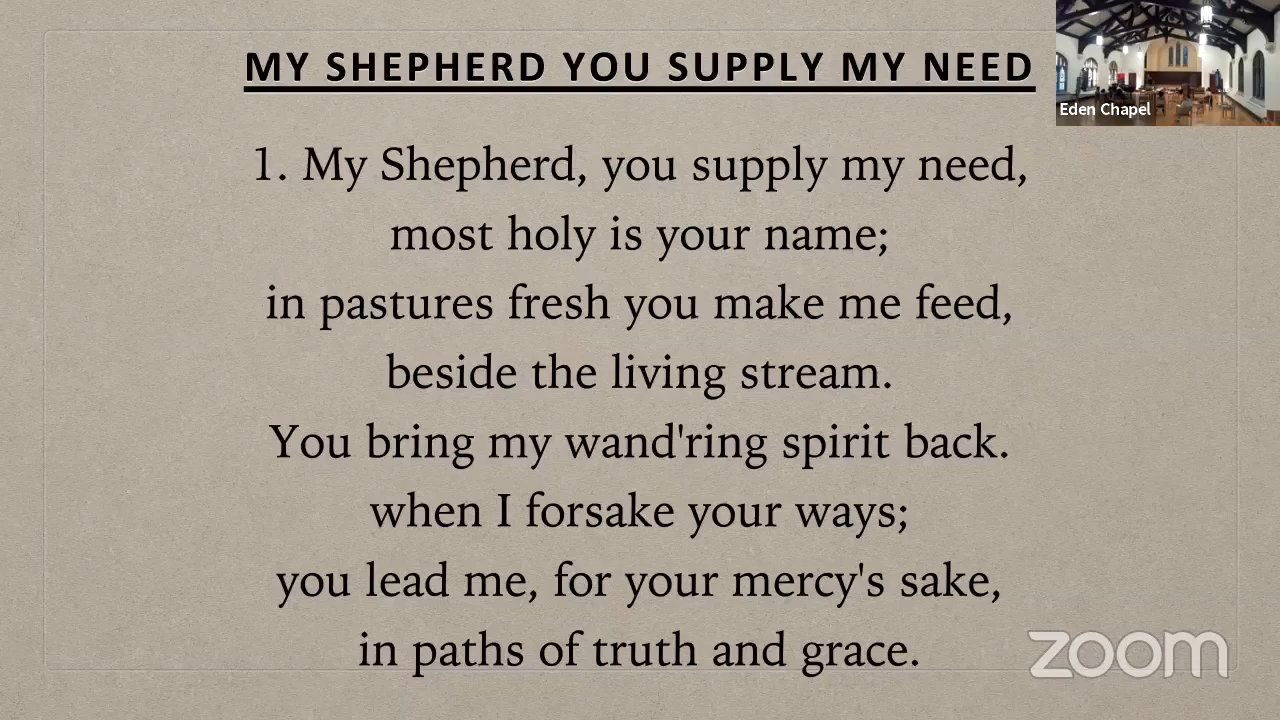 MY SHEPHERD YOU SUPPLY MY NEED
Eden Chapel
1. My Shepherd, you supply my need,
most holy is your name;
in pastures fresh you make me feed,
beside the living stream.
You bring my wand'ring spirit back.
when I forsake your ways;
you lead me, for your mercy's sake,
in paths of truth and grace.
zoom